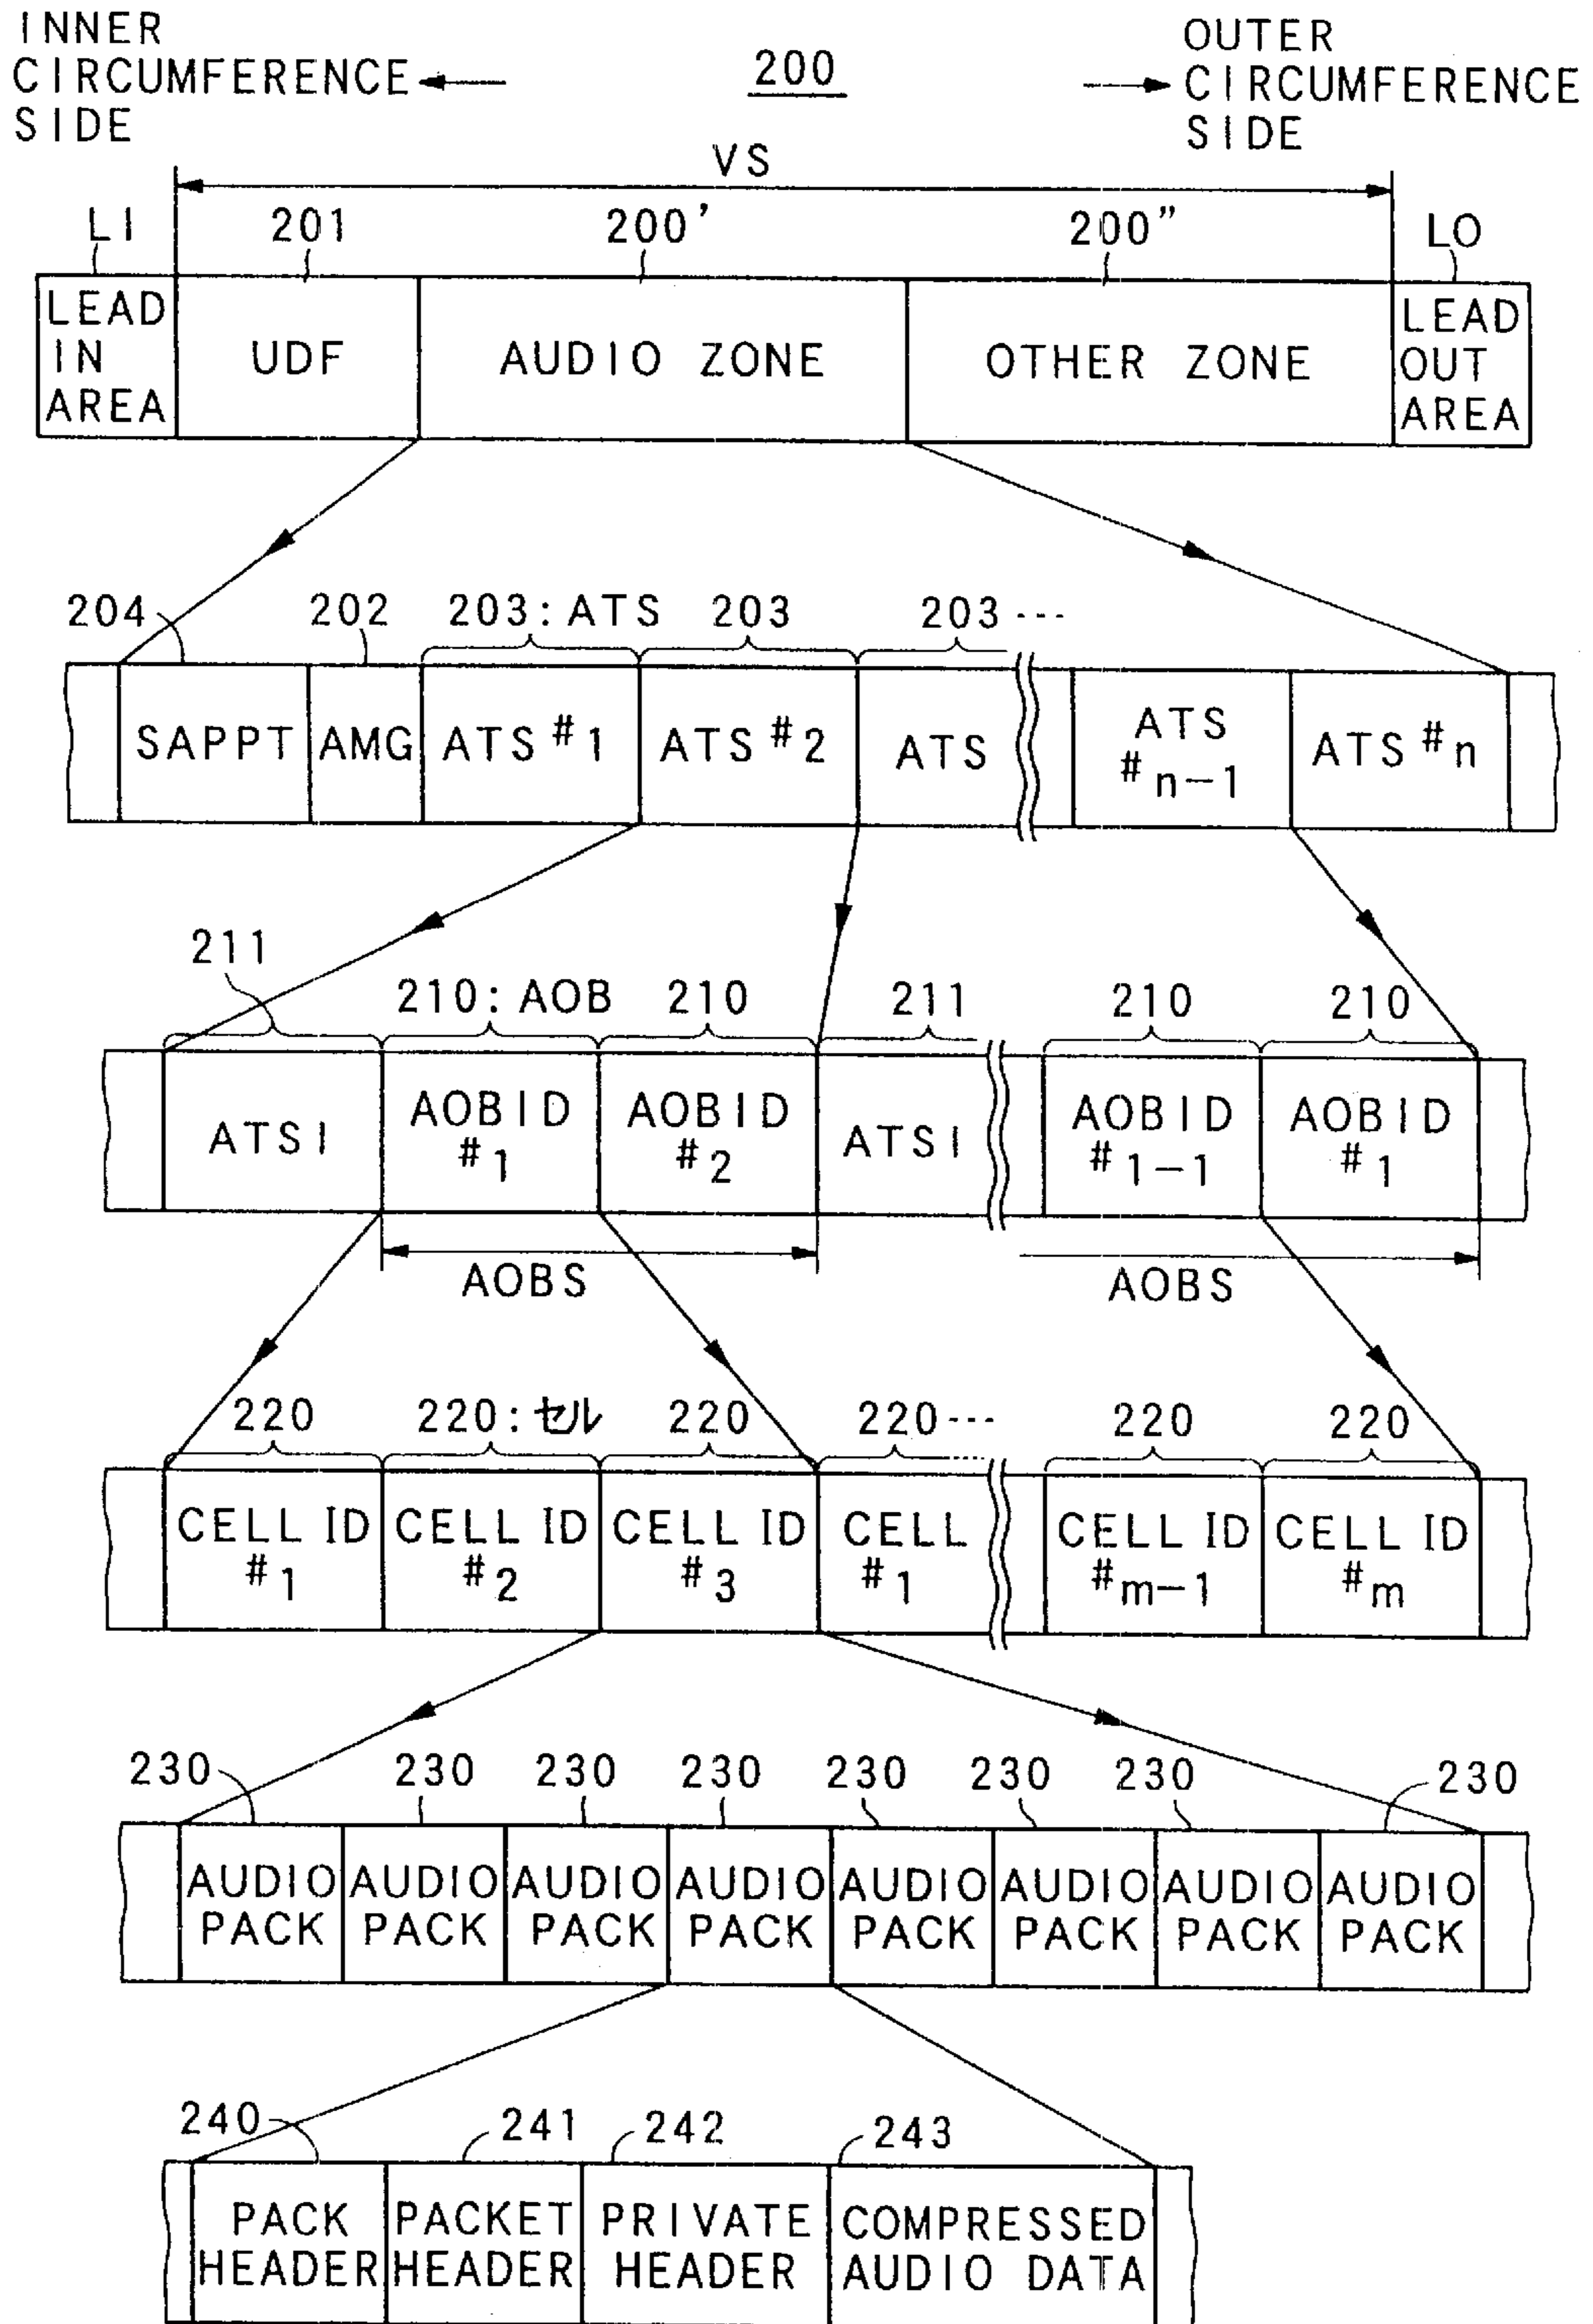 INNER
CIRCUMFERENCE
SIDE
200
OUTER
CIRCUMFERENCE
SIDE
VS
LI 201 200' 200" LO
LEAD
IN
AREA
UDF
AUDIO ZONE
OTHER ZONE
LEAD
OUT
AREA
204 202 203:ATS 203 203 ---
SAPPT
AMG
ATS #1
ATS #2
ATS
ATS
#n-1
ATS #n
211 210:AOB 210 211 210 210
ATSI
AOBID
#1
AOBID
#2
ATSI
AOBID
#1-1
AOBID
#1
AOBS
AOBS
220 220:セル 220 220--- 220 220
CELL ID
#1
CELL ID
#2
CELL ID
#3
CELL
#1
CELL ID
#m-1
CELL ID
#m
230 230 230 230 230 230 230 230
AUDIO
PACK
AUDIO
PACK
AUDIO
PACK
AUDIO
PACK
AUDIO
PACK
AUDIO
PACK
AUDIO
PACK
AUDIO
PACK
240 241 242 243
PACK
HEADER
PACKET
HEADER
PRIVATE
HEADER
COMPRESSED
AUDIO DATA